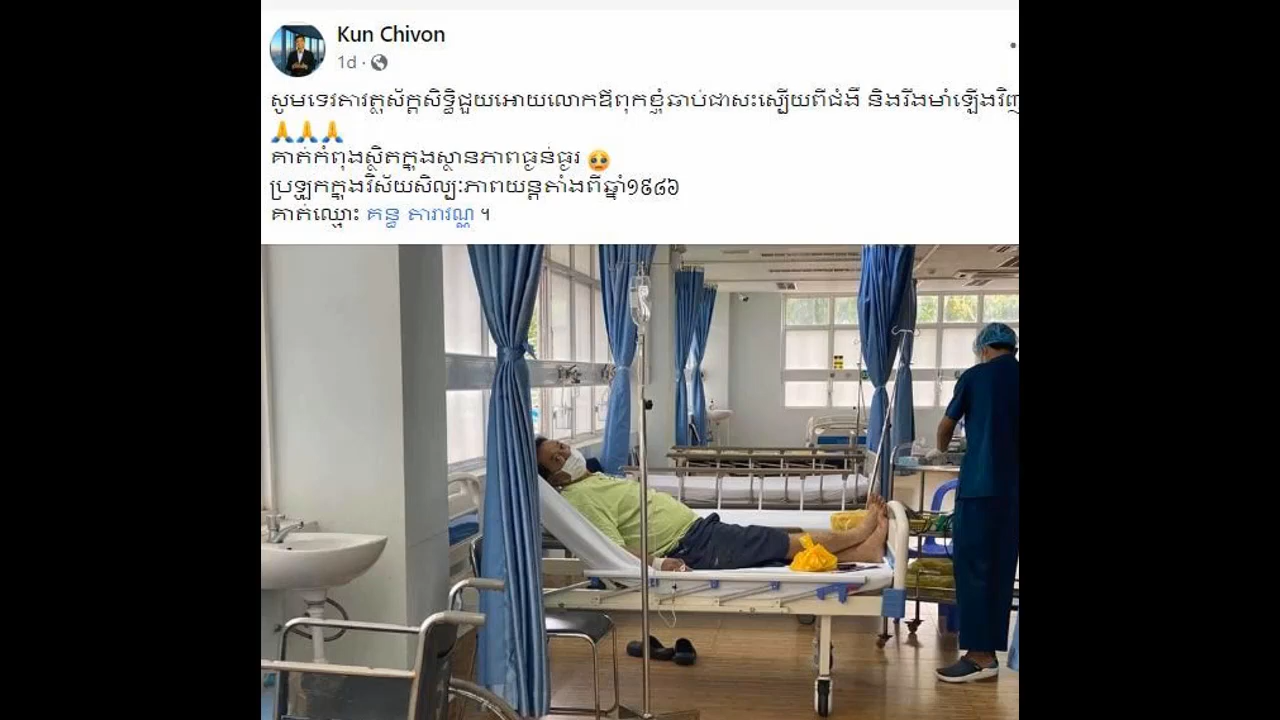 Kun Chivon
1d ·
សូមទេវតាវត្ថុស័ក្តសិទ្ធិជួយអោយលោកឪពុកខ្ញុំឆាប់ជាសះស្បើយពីជំងឺ និងរឹងមាំឡើងវិញ
🙏🙏🙏
គាត់កំពុងស្ថិតក្នុងស្ថានភាពធ្ងន់ធ្ងរ 🥹
ប្រឡូកក្នុងវិស័យសិល្បៈភាពយន្តតាំងពីឆ្នាំ១៩៨៦
គាត់ឈ្មោះ គន្ធ តារាវណ្ណ ។